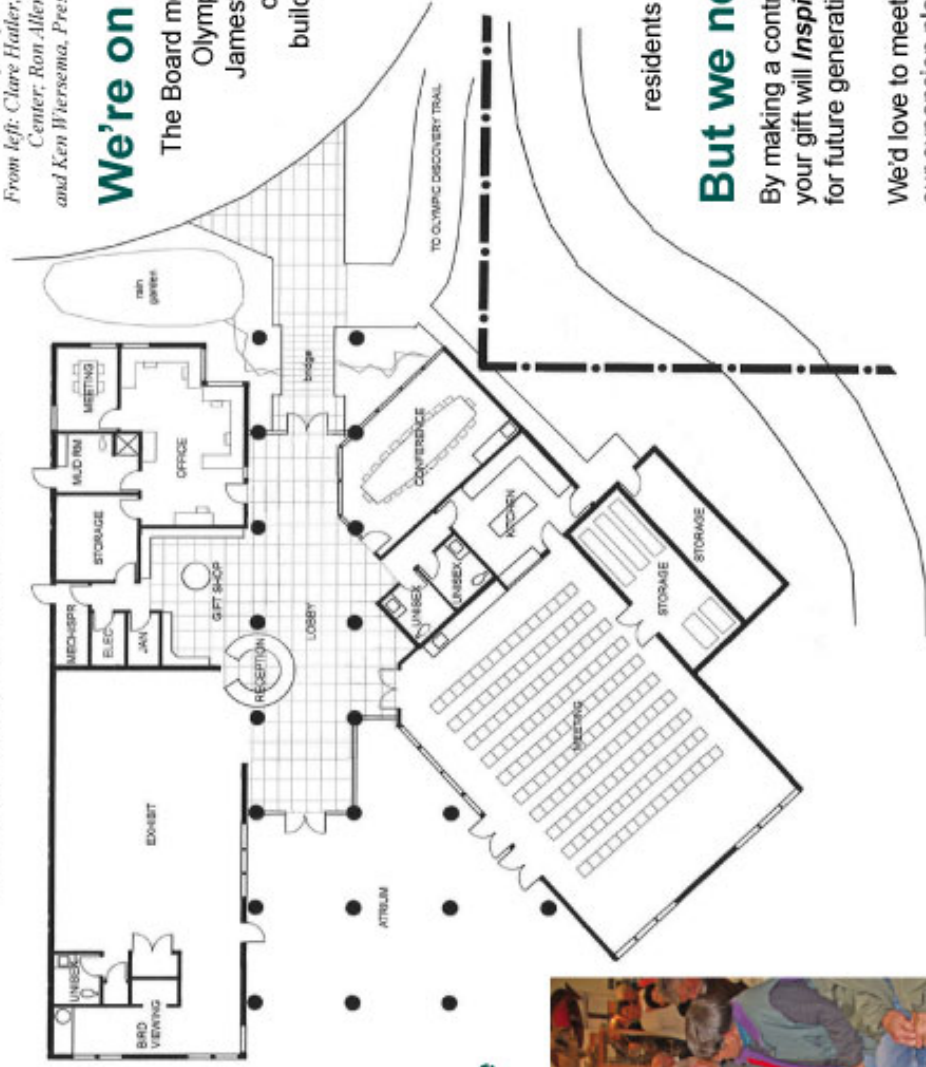 From left: Clare Hatler,
Center, Ron Allen
and Ken Wiersema, Pres
We're on
The Board m
Olymp
James
build
residents
But we ne
By making a contr
your gift will Inspi
for future generati
We'd love to meet
UNISEX
BIRD
VIEWING
EXHIBIT
MECH/SPR
ELEC
JAN
STORAGE
MUD RM
MEETING
OFFICE
GIFT SHOP
rain
garden
RECEPTION
LOBBY
bridge
ATRIUM
CONFERENCE
UNISEX
UNISEX
KITCHEN
TO OLYMPIC DISCOVERY TRAIL
MEETING
STORAGE
STORAGE